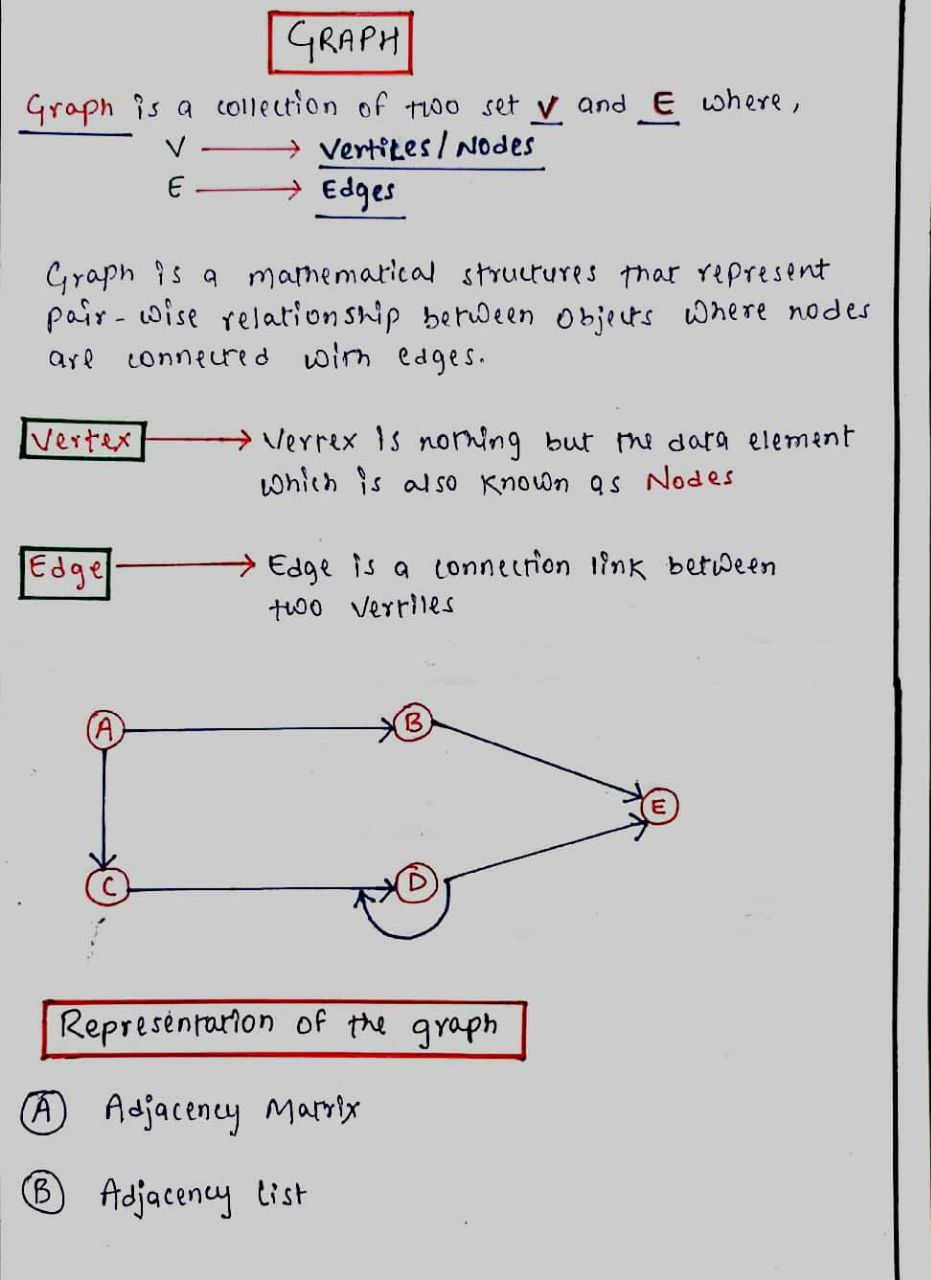 GRAPH
Graph is a collection of two set V and E where,
V → Vertices/Nodes
E → Edges
Graph is a mathematical structures that represent
pair-wise relationship between objects where nodes
are connected with edges.
Vertex → Vertex is nothing but the data element
which is also known as Nodes
Edge → Edge is a connection link between
two Vertices
A
B
E
C
D
Representation of the graph
A Adjacency Matrix
B Adjacency List